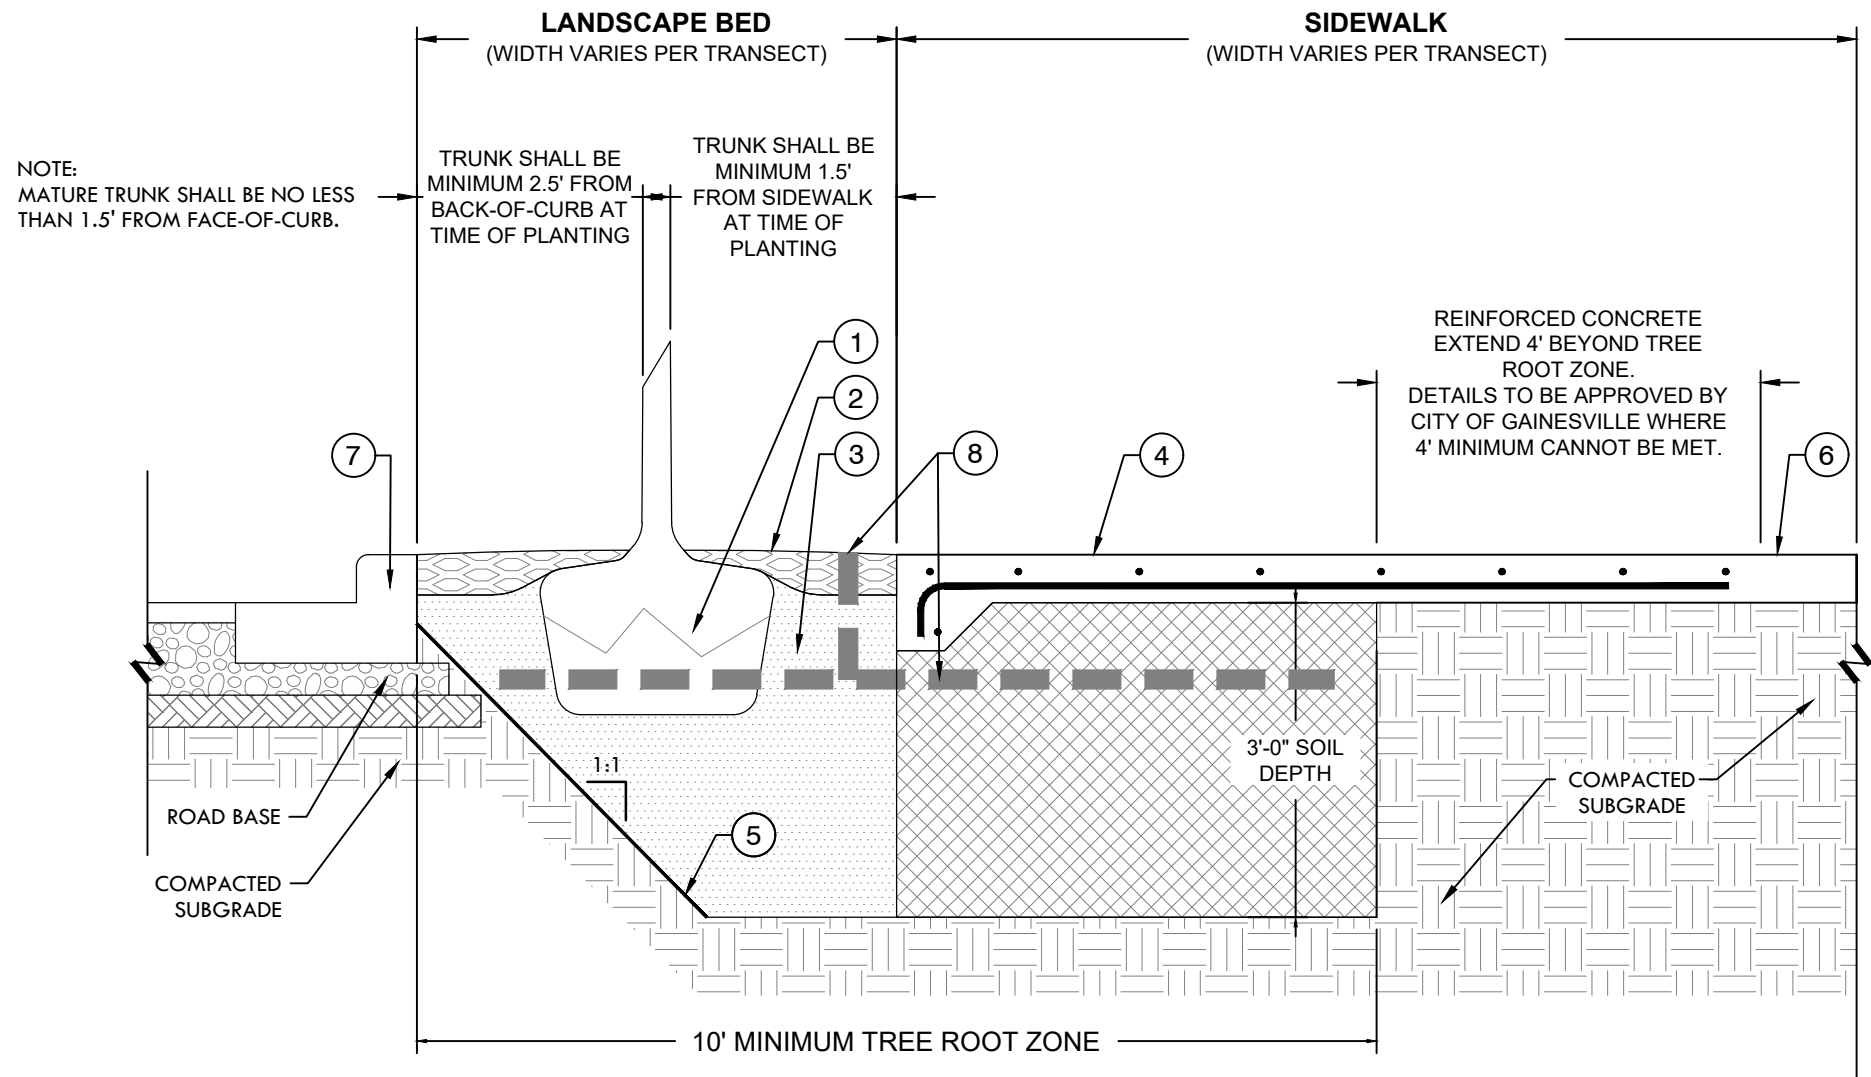 LANDSCAPE BED
(WIDTH VARIES PER TRANSECT)
SIDEWALK
(WIDTH VARIES PER TRANSECT)
NOTE:
MATURE TRUNK SHALL BE NO LESS
THAN 1.5' FROM FACE-OF-CURB.
TRUNK SHALL BE
MINIMUM 2.5' FROM
BACK-OF-CURB AT
TIME OF PLANTING
TRUNK SHALL BE
MINIMUM 1.5'
FROM SIDEWALK
AT TIME OF
PLANTING
REINFORCED CONCRETE
EXTEND 4' BEYOND TREE
ROOT ZONE.
DETAILS TO BE APPROVED BY
CITY OF GAINESVILLE WHERE
4' MINIMUM CANNOT BE MET.
1
2
3
7
8
4
6
1:1
5
3'-0" SOIL
DEPTH
ROAD BASE
COMPACTED
SUBGRADE
COMPACTED
SUBGRADE
10' MINIMUM TREE ROOT ZONE